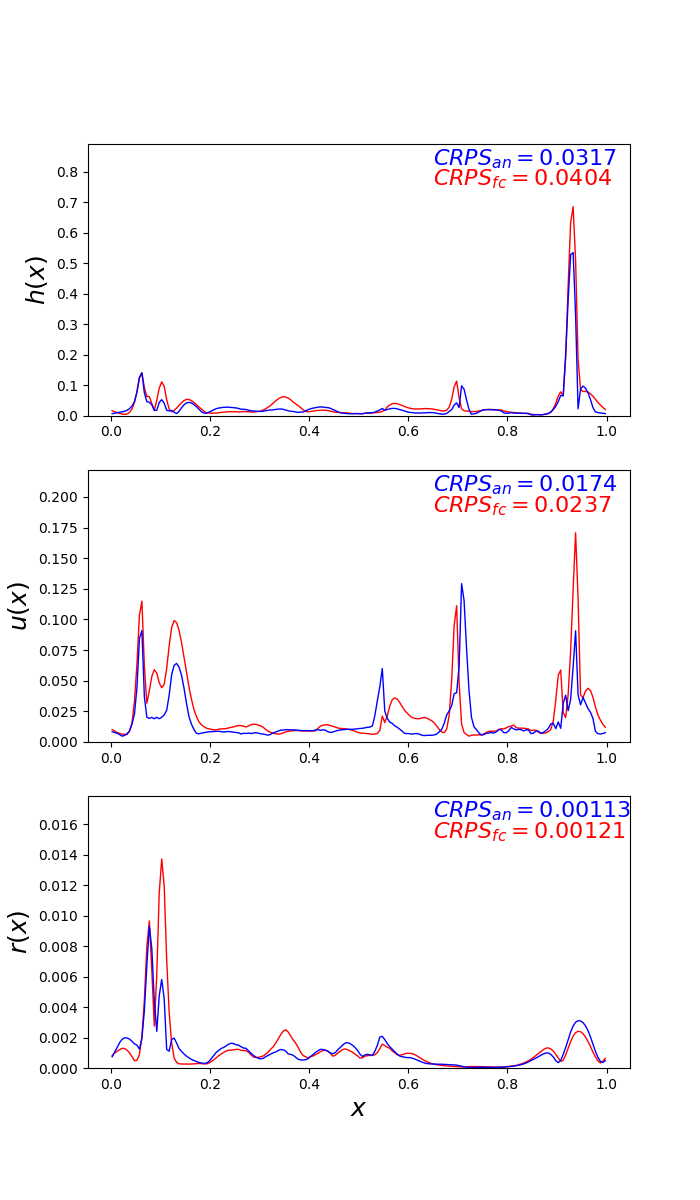 CRPS_an = 0.0317
CRPS_fc = 0.0404
0.8
0.7
0.6
0.5
0.4
0.3
0.2
0.1
0.0
h(x)
0.0 0.2 0.4 0.6 0.8 1.0
CRPS_an = 0.0174
CRPS_fc = 0.0237
0.200
0.175
0.150
0.125
0.100
0.075
0.050
0.025
0.000
u(x)
0.0 0.2 0.4 0.6 0.8 1.0
CRPS_an = 0.00113
CRPS_fc = 0.00121
0.016
0.014
0.012
0.010
0.008
0.006
0.004
0.002
0.000
r(x)
0.0 0.2 0.4 0.6 0.8 1.0
x